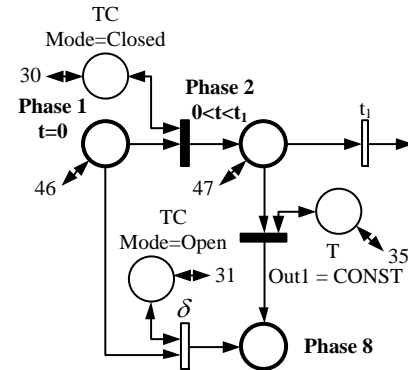 TC
Mode=Closed
30
Phase 1
t=0
Phase 2
0<t<t₁
t₁
46
47
TC
Mode=Open
31
T
35
Out1 = CONST
δ
Phase 8